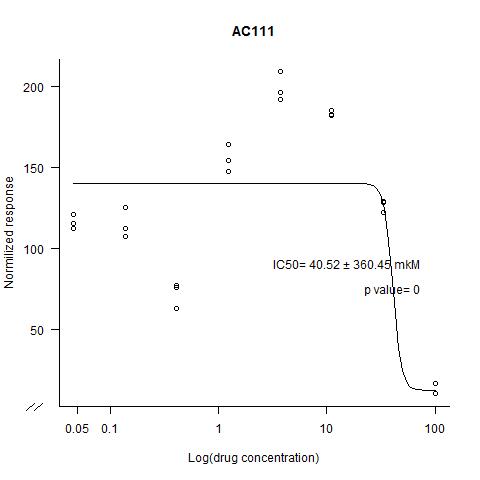 AC111
200
150
100
50
Normilized response
IC50= 40.52 ± 360.45 mkM
p value= 0
0.05 0.1 1 10 100
Log(drug concentration)